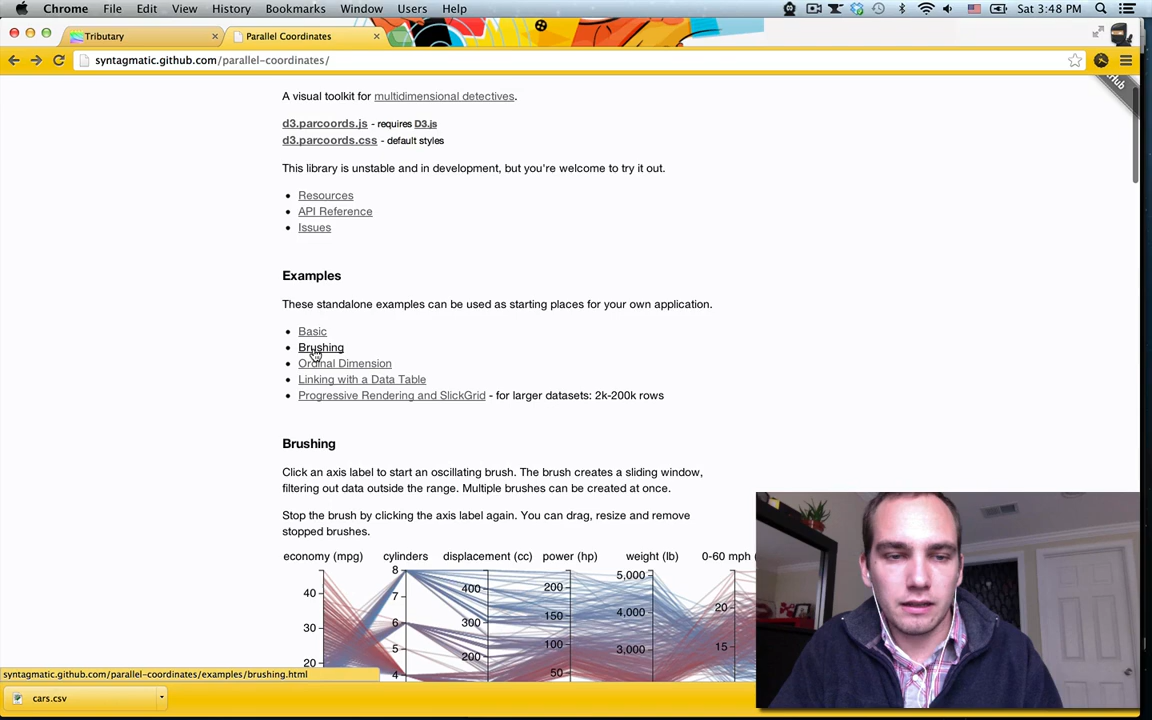 Chrome File Edit View History Bookmarks Window Users Help Sat 3:48 PM
Tributary Parallel Coordinates
syntagmatic.github.com/parallel-coordinates/
A visual toolkit for multidimensional detectives.
d3.parcoords.js - requires D3.js
d3.parcoords.css - default styles
This library is unstable and in development, but you're welcome to try it out.
Resources
API Reference
Issues
Examples
These standalone examples can be used as starting places for your own application.
Basic
Brushing
Ordinal Dimension
Linking with a Data Table
Progressive Rendering and SlickGrid - for larger datasets: 2k-200k rows
Brushing
Click an axis label to start an oscillating brush. The brush creates a sliding window,
filtering out data outside the range. Multiple brushes can be created at once.
Stop the brush by clicking the axis label again. You can drag, resize and remove
stopped brushes.
economy (mpg) cylinders displacement (cc) power (hp) weight (lb) 0-60 mph
8 5,000
40 400 200
7 20
4,000
30 6 300 150
5 100 3,000 15
20 200
4 50
syntagmatic.github.com/parallel-coordinates/examples/brushing.html
cars.csv